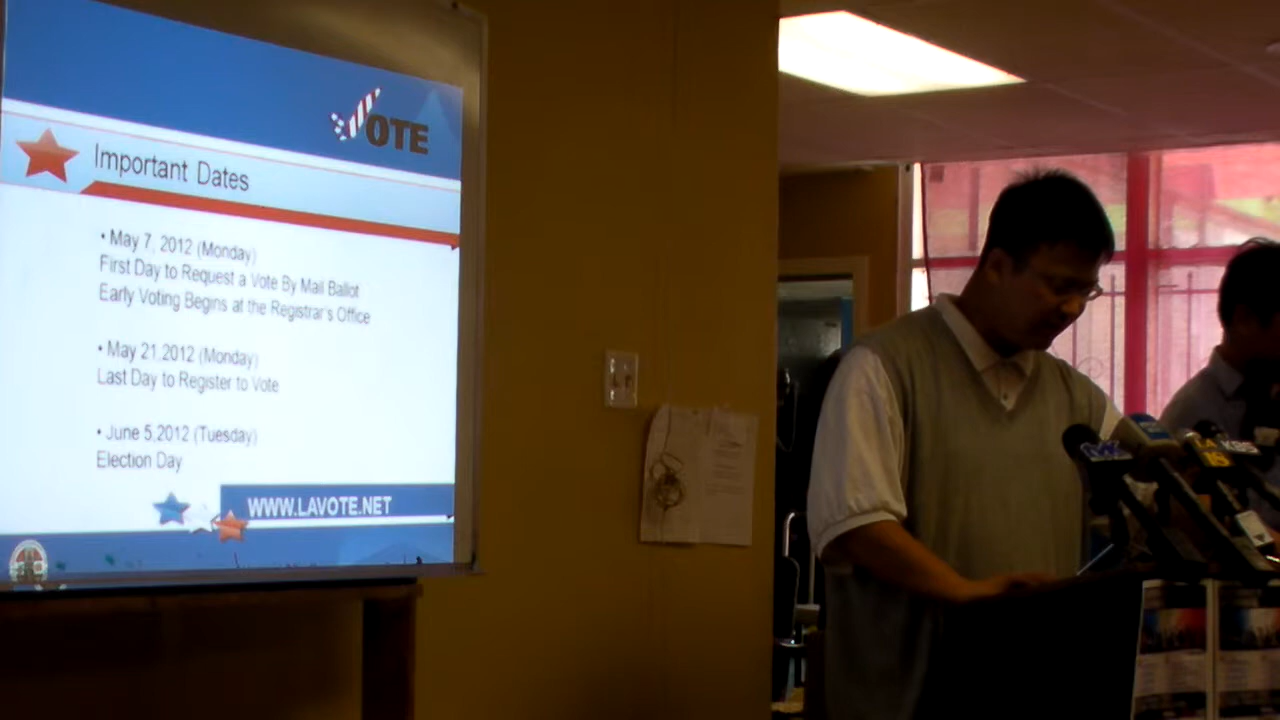 VOTE
Important Dates
• May 7, 2012 (Monday)
First Day to Request a Vote By Mail Ballot
Early Voting Begins at the Registrar's Office
• May 21,2012 (Monday)
Last Day to Register to Vote
• June 5,2012 (Tuesday)
Election Day
WWW.LAVOTE.NET
LA
18